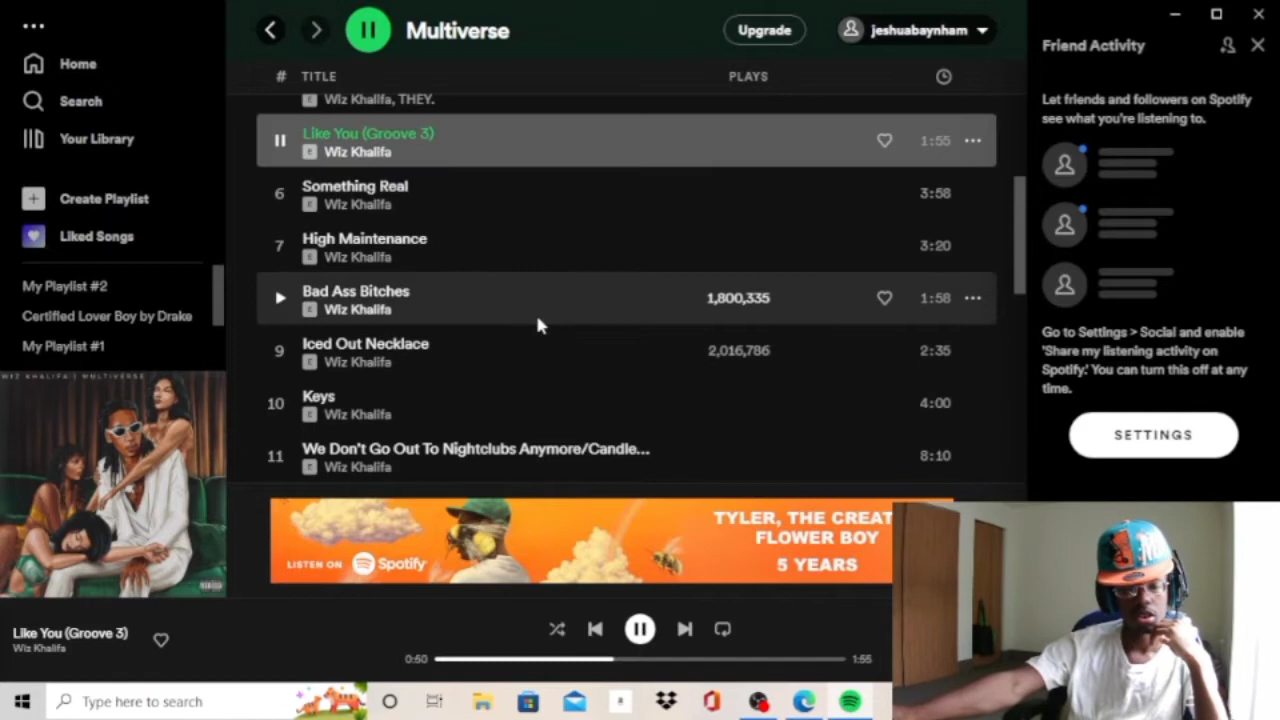 Multiverse
Upgrade
jeshuabaynham
Friend Activity
Home
Search
Your Library
Create Playlist
Liked Songs
My Playlist #2
Certified Lover Boy by Drake
My Playlist #1
# TITLE PLAYS
Wiz Khalifa, THEY.
Like You (Groove 3)
E Wiz Khalifa 1:55
6 Something Real 3:58
E Wiz Khalifa
7 High Maintenance 3:20
E Wiz Khalifa
Bad Ass Bitches 1,800,335 1:58
E Wiz Khalifa
9 Iced Out Necklace 2,016,786 2:35
E Wiz Khalifa
10 Keys 4:00
E Wiz Khalifa
11 We Don't Go Out To Nightclubs Anymore/Candle... 8:10
E Wiz Khalifa
Let friends and followers on Spotify
see what you're listening to.
Go to Settings > Social and enable
'Share my listening activity on
Spotify.' You can turn this off at any
time.
SETTINGS
WIZ KHALIFA | MULTIVERSE
LISTEN ON Spotify
TYLER, THE CREAT
FLOWER BOY
5 YEARS
Like You (Groove 3)
Wiz Khalifa
0:50 1:55
Type here to search